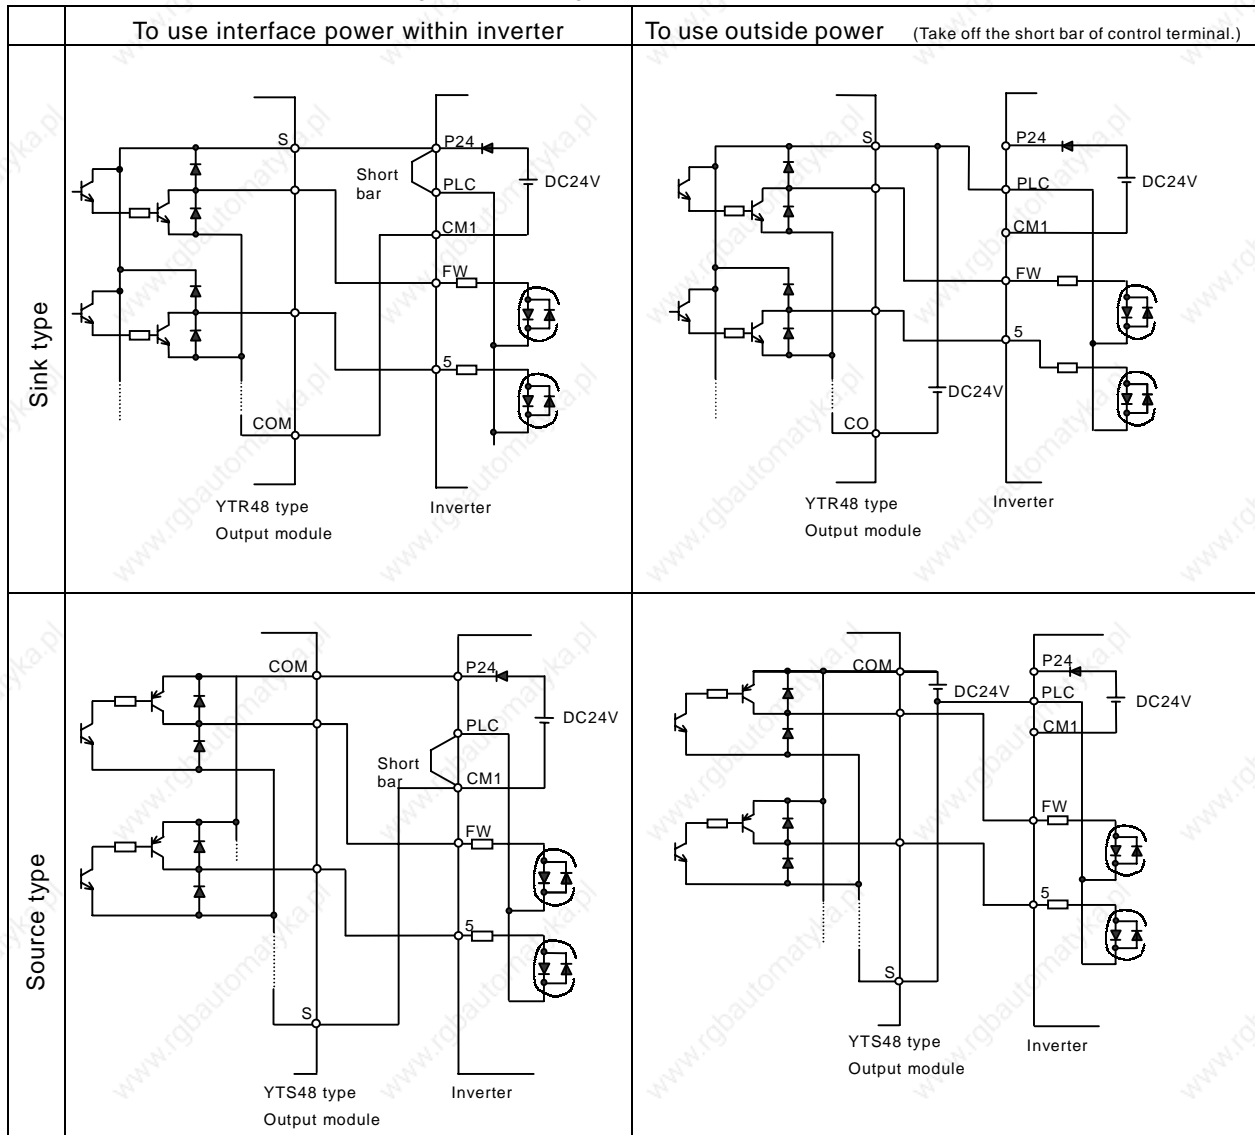 To use interface power within inverter
To use outside power (Take off the short bar of control terminal.)
Sink type
S
P24
Short
bar
PLC
DC24V
CM1
FW
5
COM
YTR48 type
Output module
Inverter
S
P24
PLC
DC24V
CM1
FW
5
DC24V
CO
YTR48 type
Output module
Inverter
Source type
COM
P24
DC24V
PLC
Short
bar
CM1
FW
5
S
YTS48 type
Output module
Inverter
COM
P24
DC24V
PLC
DC24V
CM1
FW
5
S
YTS48 type
Output module
Inverter
www.rgbautomatyka.pl